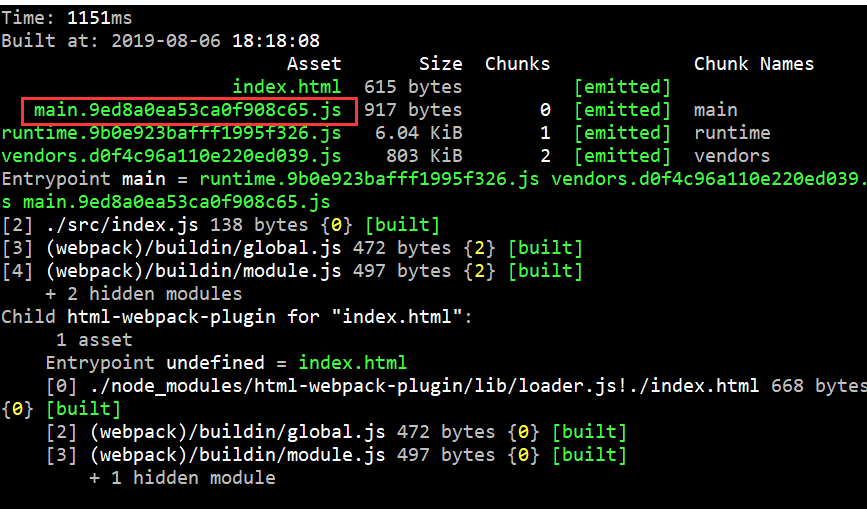 Time: 1151ms
Built at: 2019-08-06 18:18:08
Asset Size Chunks Chunk Names
index.html 615 bytes [emitted]
main.9ed8a0ea53ca0f908c65.js 917 bytes 0 [emitted] main
runtime.9b0e923bafff1995f326.js 6.04 KiB 1 [emitted] runtime
vendors.d0f4c96a110e220ed039.js 803 KiB 2 [emitted] vendors
Entrypoint main = runtime.9b0e923bafff1995f326.js vendors.d0f4c96a110e220ed039.
s main.9ed8a0ea53ca0f908c65.js
[2] ./src/index.js 138 bytes {0} [built]
[3] (webpack)/buildin/global.js 472 bytes {2} [built]
[4] (webpack)/buildin/module.js 497 bytes {2} [built]
+ 2 hidden modules
Child html-webpack-plugin for "index.html":
1 asset
Entrypoint undefined = index.html
[0] ./node_modules/html-webpack-plugin/lib/loader.js!./index.html 668 bytes
{0} [built]
[2] (webpack)/buildin/global.js 472 bytes {0} [built]
[3] (webpack)/buildin/module.js 497 bytes {0} [built]
+ 1 hidden module